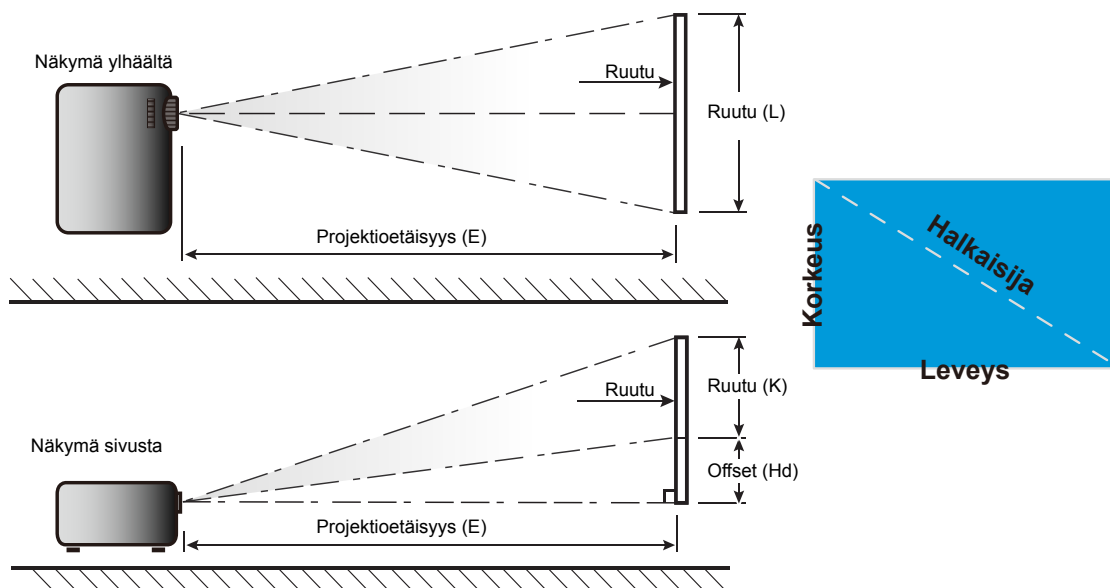 Näkymä ylhäältä
Ruutu
Ruutu (L)
Projektioetäisyys (E)
Korkeus
Halkaisija
Leveys
Näkymä sivusta
Ruutu
Ruutu (K)
Offset (Hd)
Projektioetäisyys (E)